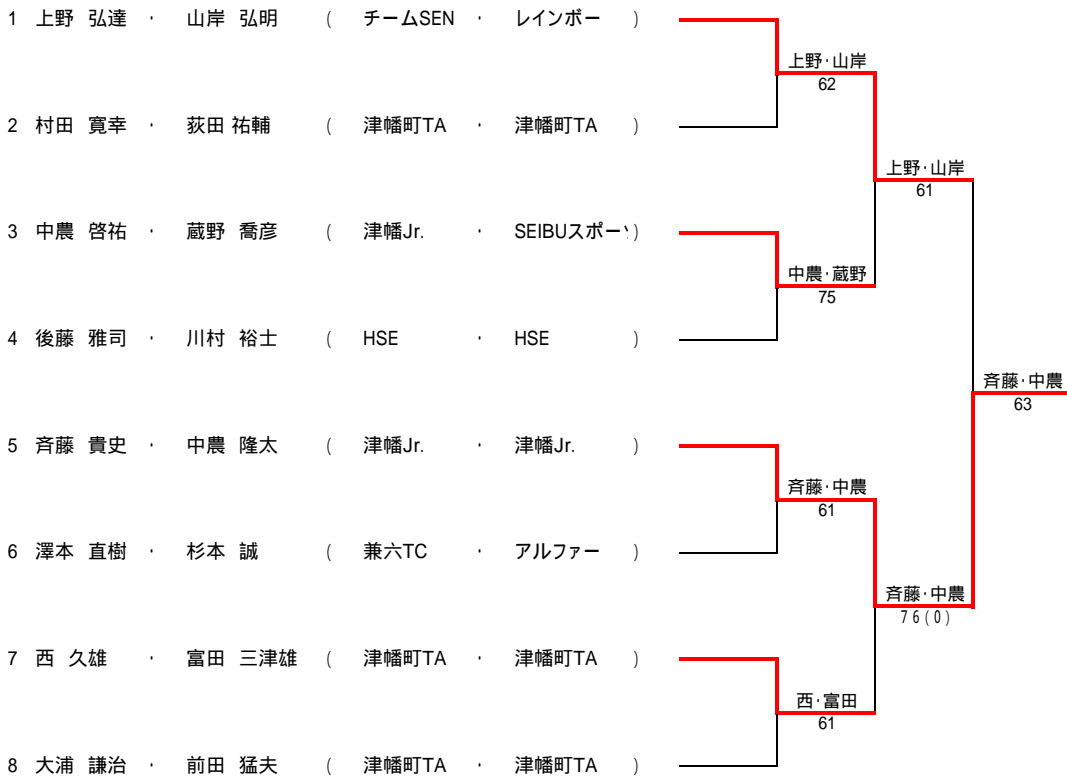 1 上野 弘達 · 山岸 弘明 ( チームSEN · レインボー )
上野·山岸
62
2 村田 寛幸 · 荻田 祐輔 ( 津幡町TA · 津幡町TA )
上野·山岸
61
3 中農 啓祐 · 蔵野 喬彦 ( 津幡Jr. · SEIBUスポーツ )
中農·蔵野
75
4 後藤 雅司 · 川村 裕士 ( HSE · HSE )
斉藤·中農
63
5 斉藤 貴史 · 中農 隆太 ( 津幡Jr. · 津幡Jr. )
斉藤·中農
61
6 澤本 直樹 · 杉本 誠 ( 兼六TC · アルファー )
斉藤·中農
76(0)
7 西 久雄 · 富田 三津雄 ( 津幡町TA · 津幡町TA )
西·富田
61
8 大浦 謙治 · 前田 猛夫 ( 津幡町TA · 津幡町TA )